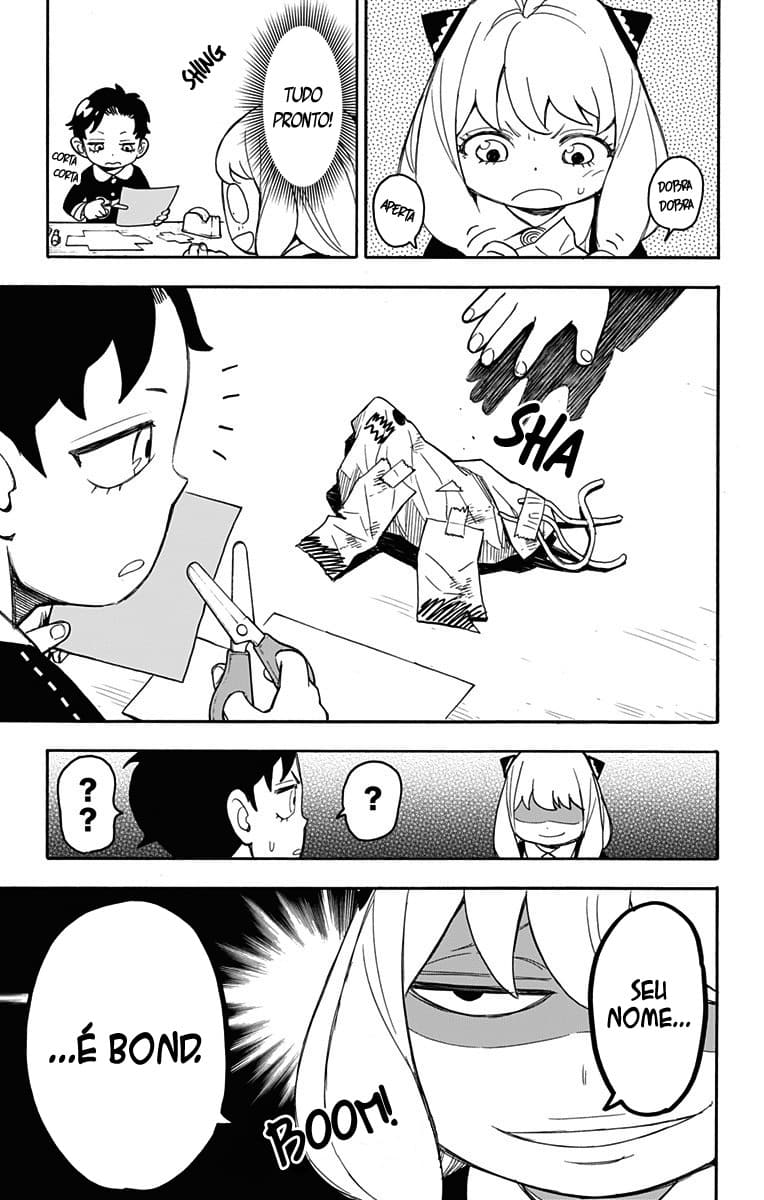 DOBRA
DOBRA
APERTA
TUDO
PRONTO!
SHING
CORTA
CORTA
SHA
?
?
?
SEU
NOME...
...É BOND.
BOOM!